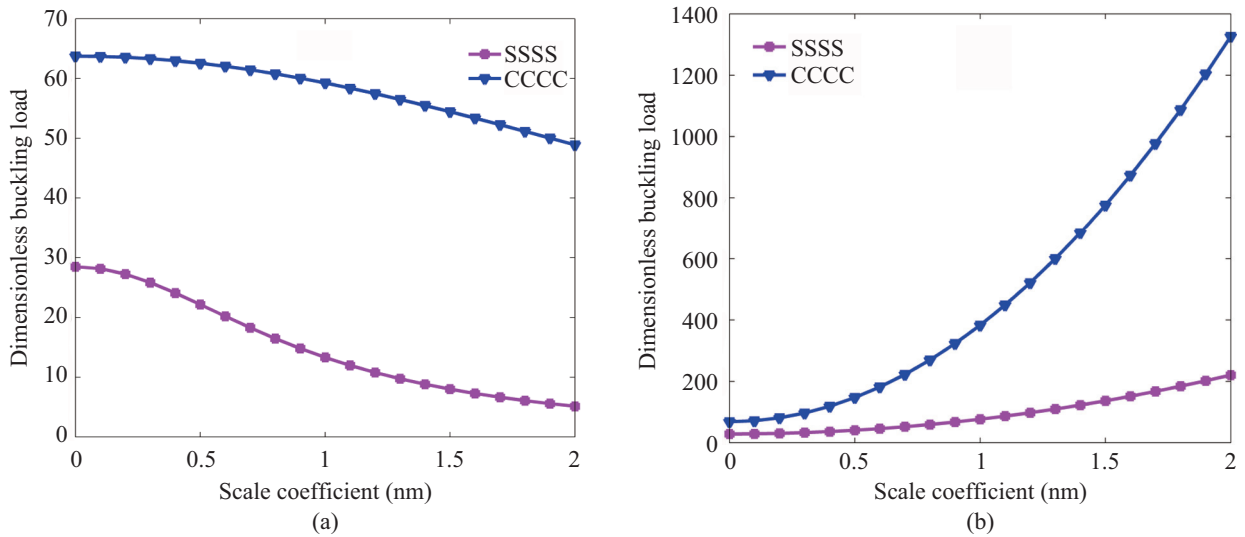 70
60
50
40
30
20
10
0
Dimensionless buckling load
SSSS
CCCC
0
0.5
1
1.5
2
Scale coefficient (nm)
(a)
1400
1200
1000
800
600
400
200
0
Dimensionless buckling load
SSSS
CCCC
0
0.5
1
1.5
2
Scale coefficient (nm)
(b)